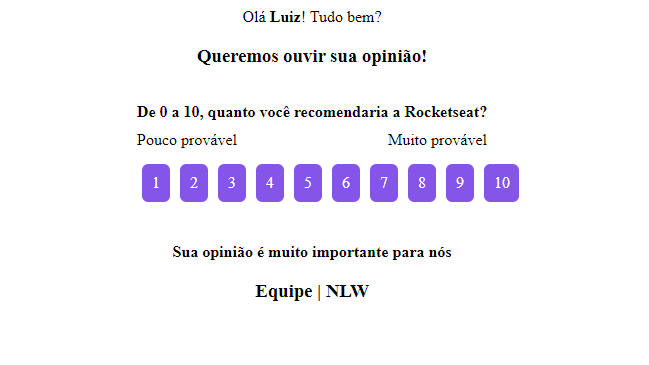 Olá Luiz! Tudo bem?
Queremos ouvir sua opinião!
De 0 a 10, quanto você recomendaria a Rocketseat?
Pouco provável Muito provável
1 2 3 4 5 6 7 8 9 10
Sua opinião é muito importante para nós
Equipe | NLW